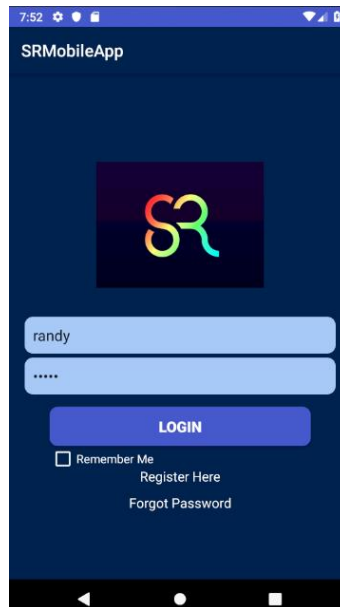 7:52
SRMobileApp
SR
randy
•••••
LOGIN
Remember Me
Register Here
Forgot Password